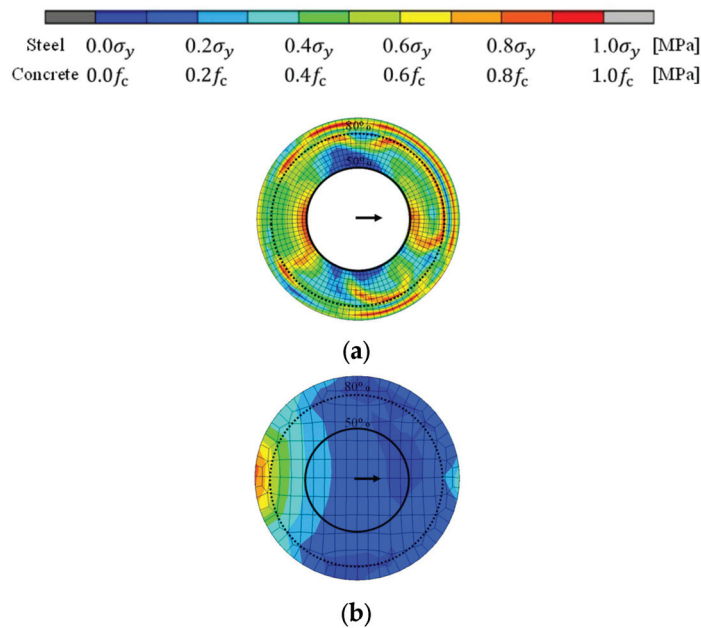 Steel 0.0σy 0.2σy 0.4σy 0.6σy 0.8σy 1.0σy [MPa]
Concrete 0.0fc 0.2fc 0.4fc 0.6fc 0.8fc 1.0fc [MPa]
80%
50%
(a)
80%
50%
(b)